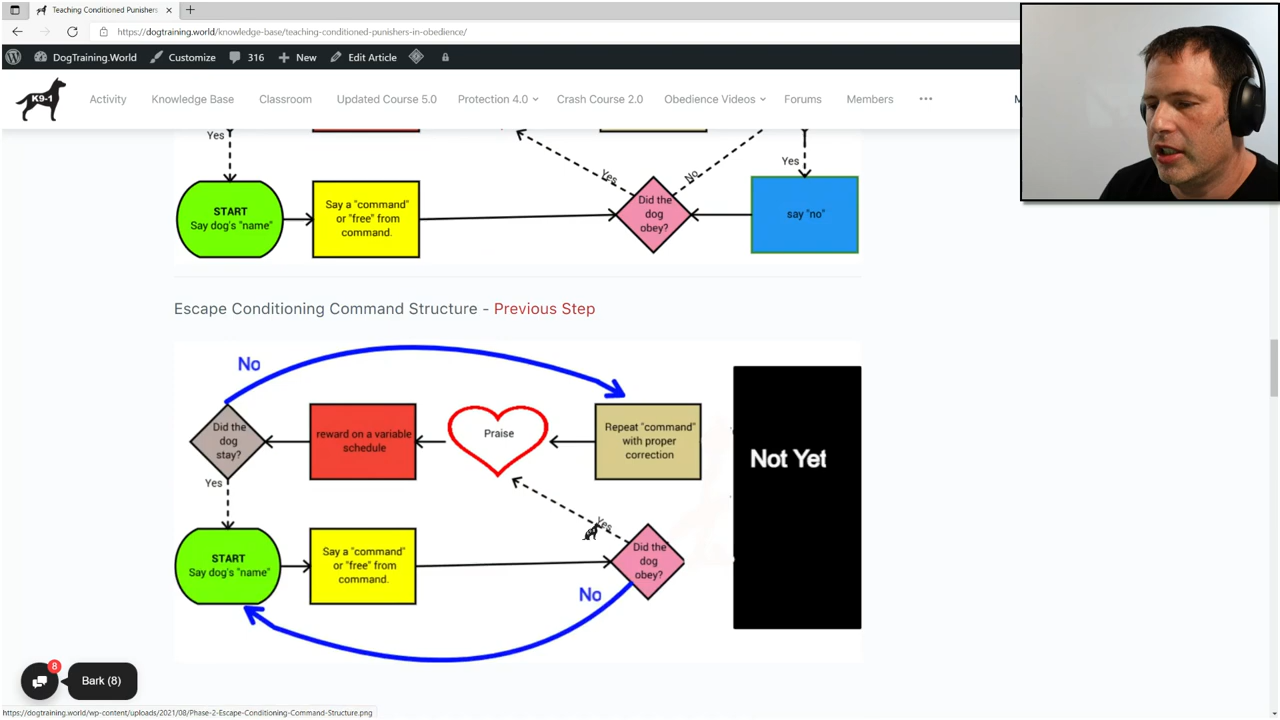 Teaching Conditioned Punishers
https://dogtraining.world/knowledge-base/teaching-conditioned-punishers-in-obedience/
DogTraining.World Customize 316 New Edit Article
K9-1
Activity Knowledge Base Classroom Updated Course 5.0 Protection 4.0 Crash Course 2.0 Obedience Videos Forums Members
Yes
Yes
No
Yes
START
Say dog's "name"
Say a "command"
or "free" from
command.
Did the
dog
obey?
say "no"
Escape Conditioning Command Structure - Previous Step
No
Did the
dog
stay?
reward on a variable
schedule
Praise
Repeat "command"
with proper
correction
Not Yet
Yes
Yes
START
Say dog's "name"
Say a "command"
or "free" from
command.
Did the
dog
obey?
No
8
Bark (8)
https://dogtraining.world/wp-content/uploads/2021/08/Phase-2-Escape-Conditioning-Command-Structure.png